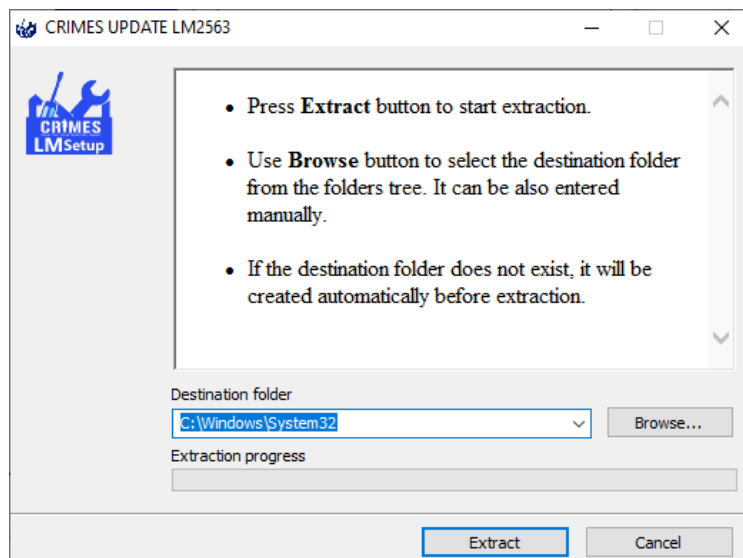 CRIMES UPDATE LM2563
CRIMES
LMSetup
• Press Extract button to start extraction.
• Use Browse button to select the destination folder
from the folders tree. It can be also entered
manually.
• If the destination folder does not exist, it will be
created automatically before extraction.
Destination folder
C:\Windows\System32
Browse...
Extraction progress
Extract
Cancel